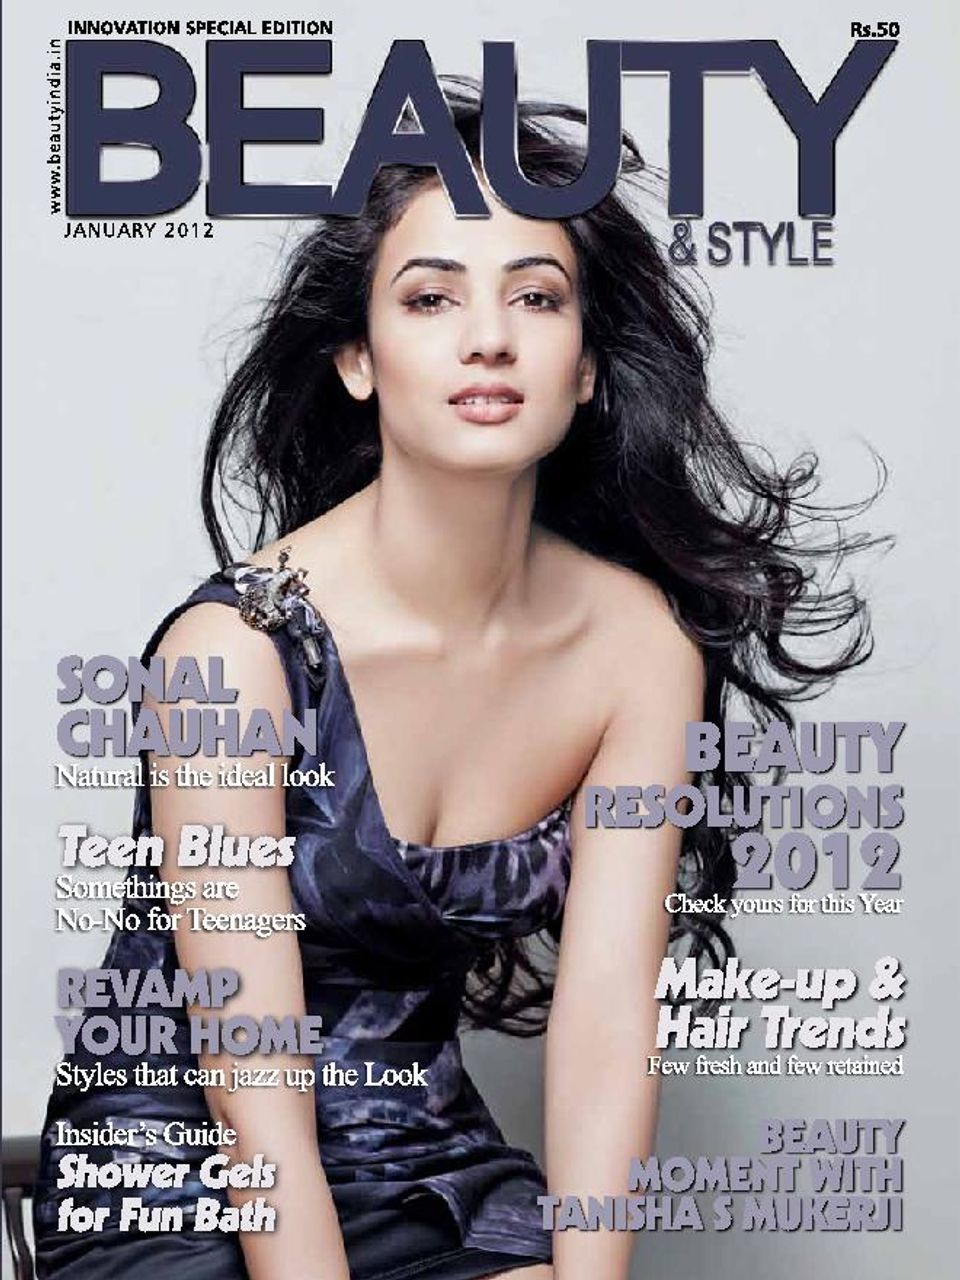 INNOVATION SPECIAL EDITION
Rs.50
www.beautyindia.in
BEAUTY
& STYLE
JANUARY 2012
SONAL
CHAUHAN
Natural is the ideal look
Teen Blues
Somethings are
No-No for Teenagers
REVAMP
YOUR HOME
Styles that can jazz up the Look
Insider's Guide
Shower Gels
for Fun Bath
BEAUTY
RESOLUTIONS
2012
Check yours for this Year
Make-up &
Hair Trends
Few fresh and few retained
BEAUTY
MOMENT WITH
TANISHA S MUKERJI